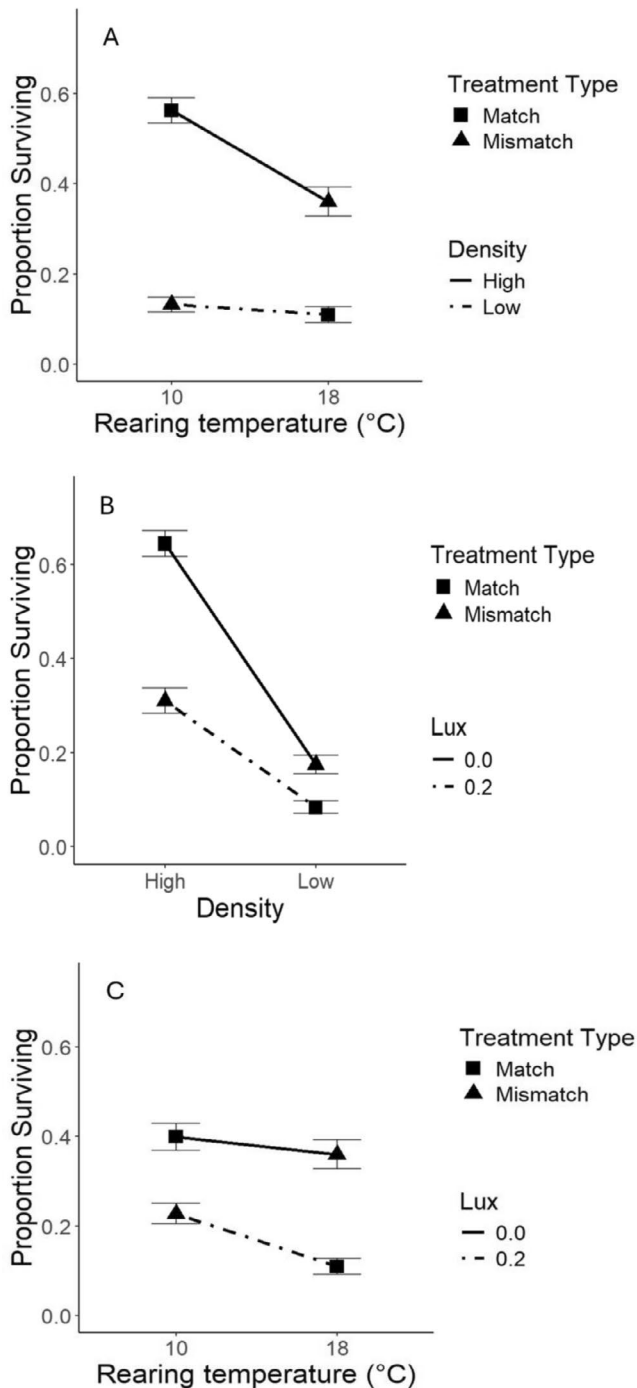 A
Proportion Surviving
0.6
0.4
0.2
0.0
10
18
Rearing temperature (°C)
Treatment Type
Match
Mismatch
Density
High
Low
B
Proportion Surviving
0.6
0.4
0.2
0.0
High
Low
Density
Treatment Type
Match
Mismatch
Lux
0.0
0.2
C
Proportion Surviving
0.6
0.4
0.2
0.0
10
18
Rearing temperature (°C)
Treatment Type
Match
Mismatch
Lux
0.0
0.2